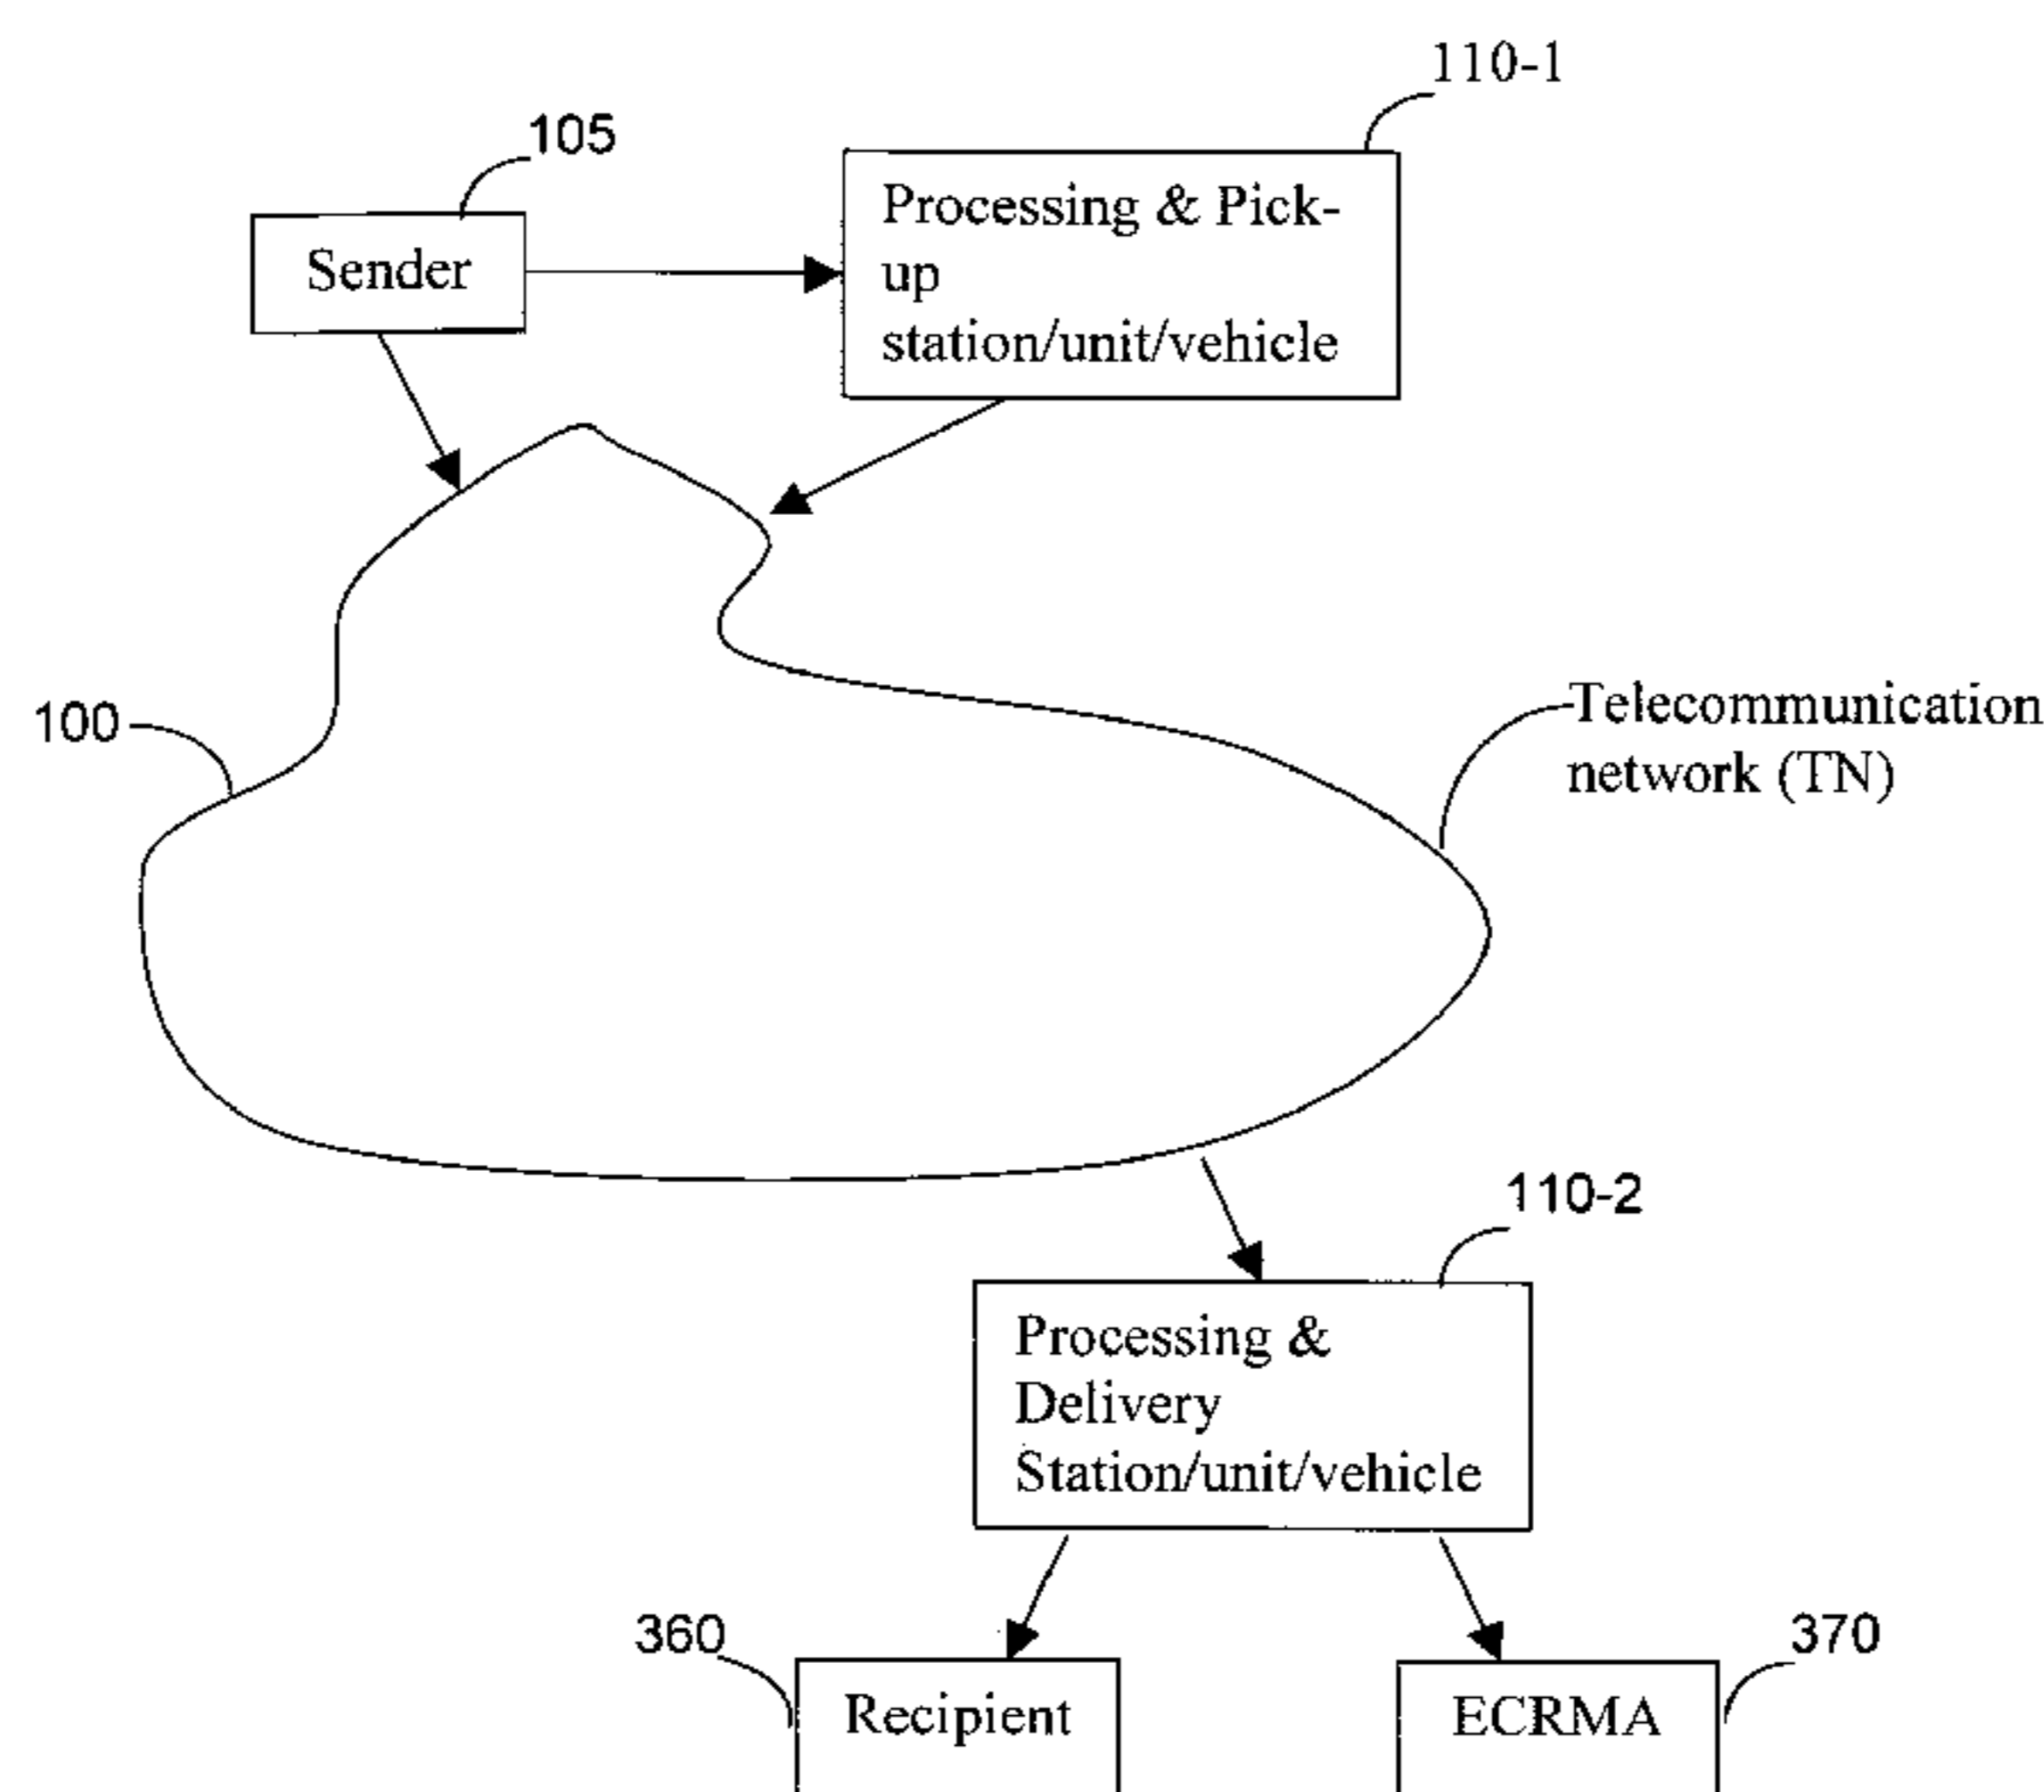 110-1
105
Processing & Pick-
up
station/unit/vehicle
Sender
Telecommunication
network (TN)
100
110-2
Processing &
Delivery
Station/unit/vehicle
360
370
Recipient
ECRMA